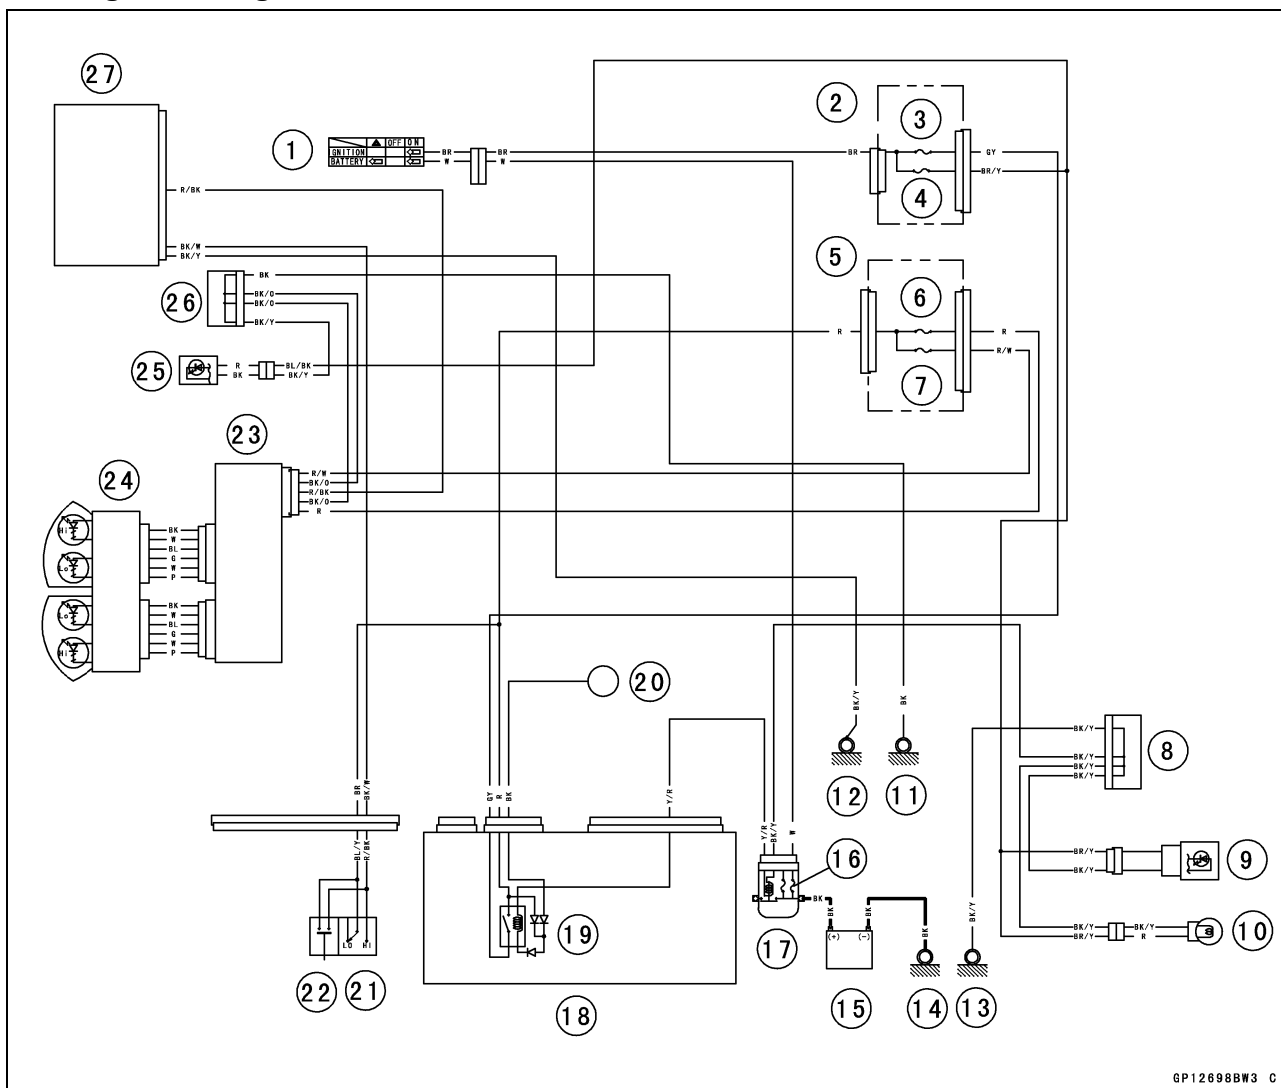 27
2
3
1
OFF ON
IGNITION
BATTERY
BR
W
BR
W
BR
GY
BR/Y
4
R/BK
BK/W
BK/Y
5
26
BK
BK/O
BK/O
BK/Y
6
R
R
R/W
25
R
BK
BL/BK
BK/Y
7
23
24
R/W
BK/O
R/BK
BK/O
R
Hi
Lo
BK
W
BL
G
W
P
Lo
Hi
BK
W
BL
G
W
P
20
BK/Y
BK
12
11
BK/Y
BK/Y
BK/Y
BK/Y
8
BR
BK/W
GY
R
BK
Y/R
Y/R
BK/Y
W
BL/Y
R/BK
16
BR/Y
BK/Y
9
BK
BK
BK
BK
BK/Y
19
17
(+) (-)
BK/Y
BR/Y
BK/Y
R
10
LO HI
22
21
18
15
14
13
GP12698BW3 C